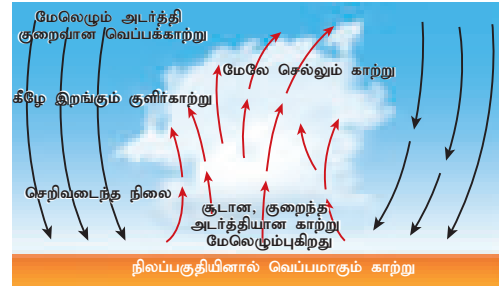 மேலெழும் அடர்த்தி
குறைவான வெப்பக்காற்று
மேலே செல்லும் காற்று
கீழே இறங்கும் குளிர்காற்று
செறிவடைந்த நிலை
சூடான, குறைந்த
அடர்த்தியான காற்று
மேலெழும்புகிறது
நிலப்பகுதியினால் வெப்பமாகும் காற்று